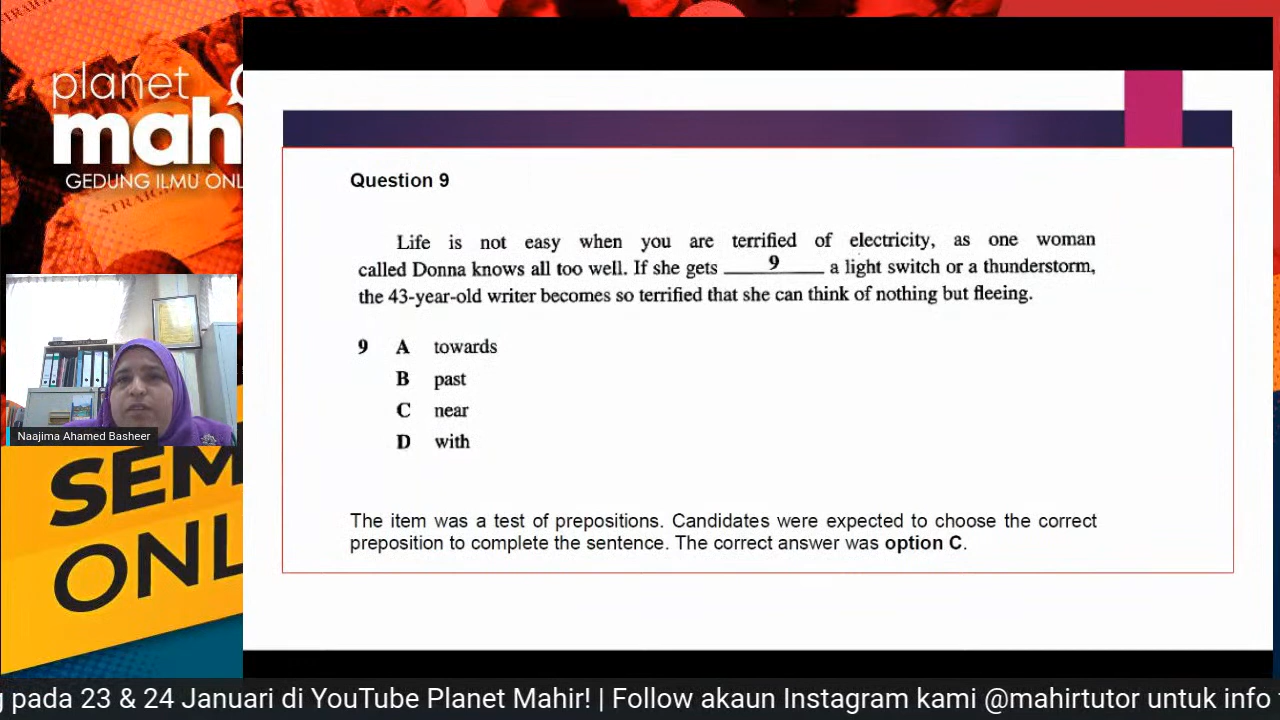 planet
mah
GEDUNG ILMU ONL
Question 9
Life is not easy when you are terrified of electricity, as one woman
called Donna knows all too well. If she gets ____9____ a light switch or a thunderstorm,
the 43-year-old writer becomes so terrified that she can think of nothing but fleeing.
9 A towards
B past
C near
D with
The item was a test of prepositions. Candidates were expected to choose the correct
preposition to complete the sentence. The correct answer was option C.
Naajima Ahamed Basheer
SEM
ONL
g pada 23 & 24 Januari di YouTube Planet Mahir! | Follow akaun Instagram kami @mahirtutor untuk info